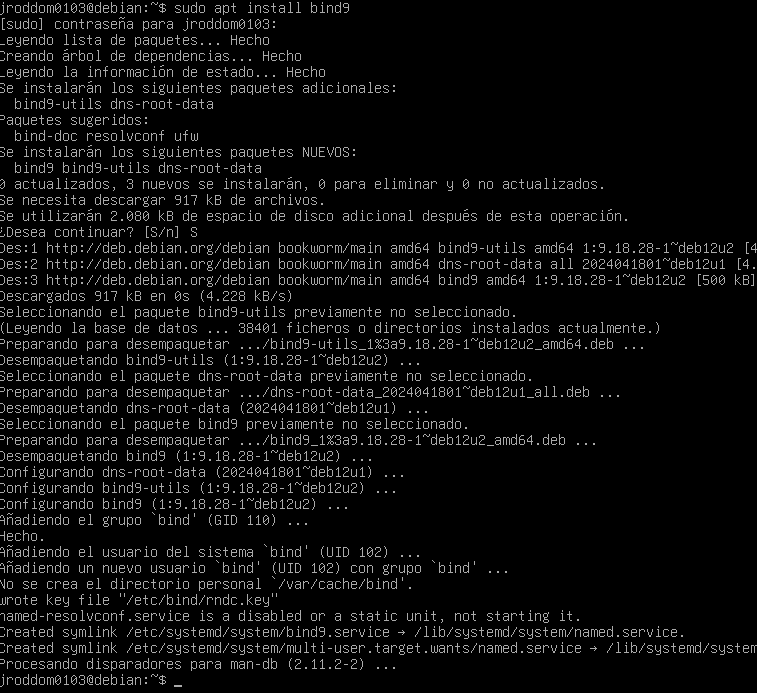 jroddom0103@debian:~$ sudo apt install bind9
[sudo] contraseña para jroddom0103:
Leyendo lista de paquetes... Hecho
Creando árbol de dependencias... Hecho
Leyendo la información de estado... Hecho
Se instalarán los siguientes paquetes adicionales:
  bind9-utils dns-root-data
Paquetes sugeridos:
  bind-doc resolvconf ufw
Se instalarán los siguientes paquetes NUEVOS:
  bind9 bind9-utils dns-root-data
0 actualizados, 3 nuevos se instalarán, 0 para eliminar y 0 no actualizados.
Se necesita descargar 917 kB de archivos.
Se utilizarán 2.080 kB de espacio de disco adicional después de esta operación.
¿Desea continuar? [S/n] S
Des:1 http://deb.debian.org/debian bookworm/main amd64 bind9-utils amd64 1:9.18.28-1~deb12u2 [4
Des:2 http://deb.debian.org/debian bookworm/main amd64 dns-root-data all 2024041801~deb12u1 [4.
Des:3 http://deb.debian.org/debian bookworm/main amd64 bind9 amd64 1:9.18.28-1~deb12u2 [500 kB]
Descargados 917 kB en 0s (4.228 kB/s)
Seleccionando el paquete bind9-utils previamente no seleccionado.
(Leyendo la base de datos ... 38401 ficheros o directorios instalados actualmente.)
Preparando para desempaquetar .../bind9-utils_1%3a9.18.28-1~deb12u2_amd64.deb ...
Desempaquetando bind9-utils (1:9.18.28-1~deb12u2) ...
Seleccionando el paquete dns-root-data previamente no seleccionado.
Preparando para desempaquetar .../dns-root-data_2024041801~deb12u1_all.deb ...
Desempaquetando dns-root-data (2024041801~deb12u1) ...
Seleccionando el paquete bind9 previamente no seleccionado.
Preparando para desempaquetar .../bind9_1%3a9.18.28-1~deb12u2_amd64.deb ...
Desempaquetando bind9 (1:9.18.28-1~deb12u2) ...
Configurando dns-root-data (2024041801~deb12u1) ...
Configurando bind9-utils (1:9.18.28-1~deb12u2) ...
Configurando bind9 (1:9.18.28-1~deb12u2) ...
Añadiendo el grupo `bind' (GID 110) ...
Hecho.
Añadiendo el usuario del sistema `bind' (UID 102) ...
Añadiendo un nuevo usuario `bind' (UID 102) con grupo `bind' ...
No se crea el directorio personal `/var/cache/bind'.
wrote key file "/etc/bind/rndc.key"
named-resolvconf.service is a disabled or a static unit, not starting it.
Created symlink /etc/systemd/system/bind9.service → /lib/systemd/system/named.service.
Created symlink /etc/systemd/system/multi-user.target.wants/named.service → /lib/systemd/system
Procesando disparadores para man-db (2.11.2-2) ...
jroddom0103@debian:~$ _